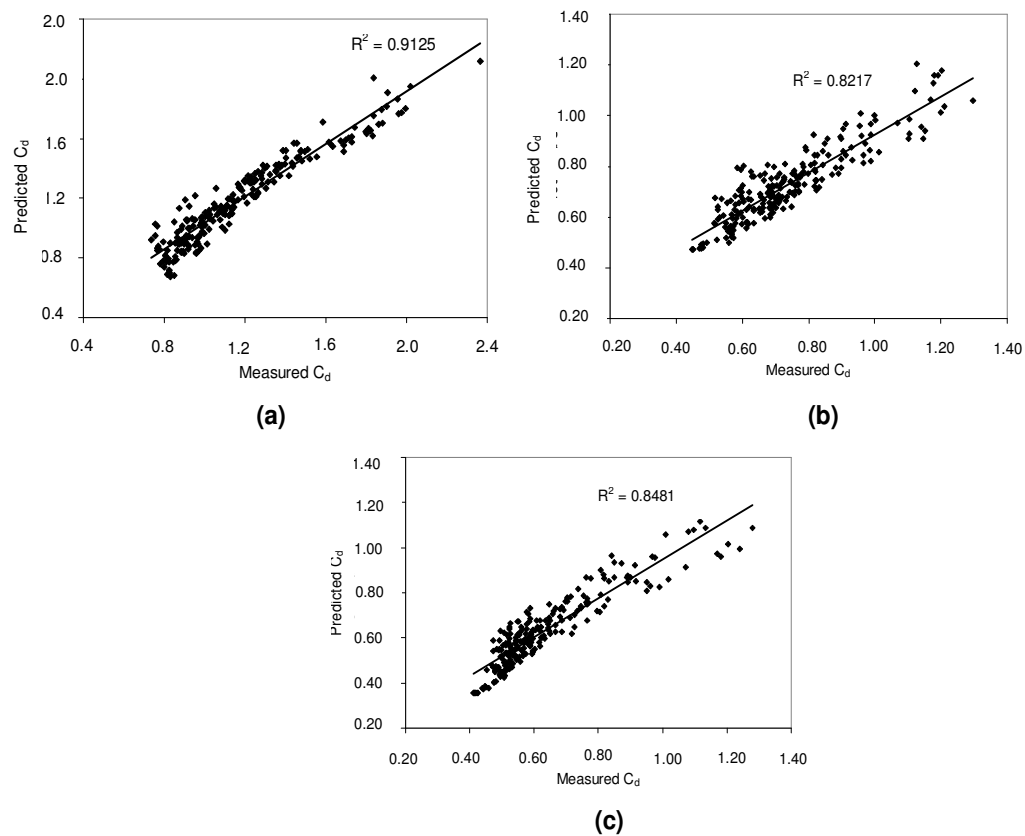 2.0
R² = 0.9125
2.0
1.6
1.2
0.8
0.4
Predicted C_d
0.4 0.8 1.2 1.6 2.0 2.4
Measured C_d
(a)
1.40
1.20
R² = 0.8217
1.00
0.80
0.60
0.40
0.20
Predicted C_d
0.20 0.40 0.60 0.80 1.00 1.20 1.40
Measured C_d
(b)
1.40
R² = 0.8481
1.20
1.00
0.80
0.60
0.40
0.20
Predicted C_d
0.20 0.40 0.60 0.80 1.00 1.20 1.40
Measured C_d
(c)